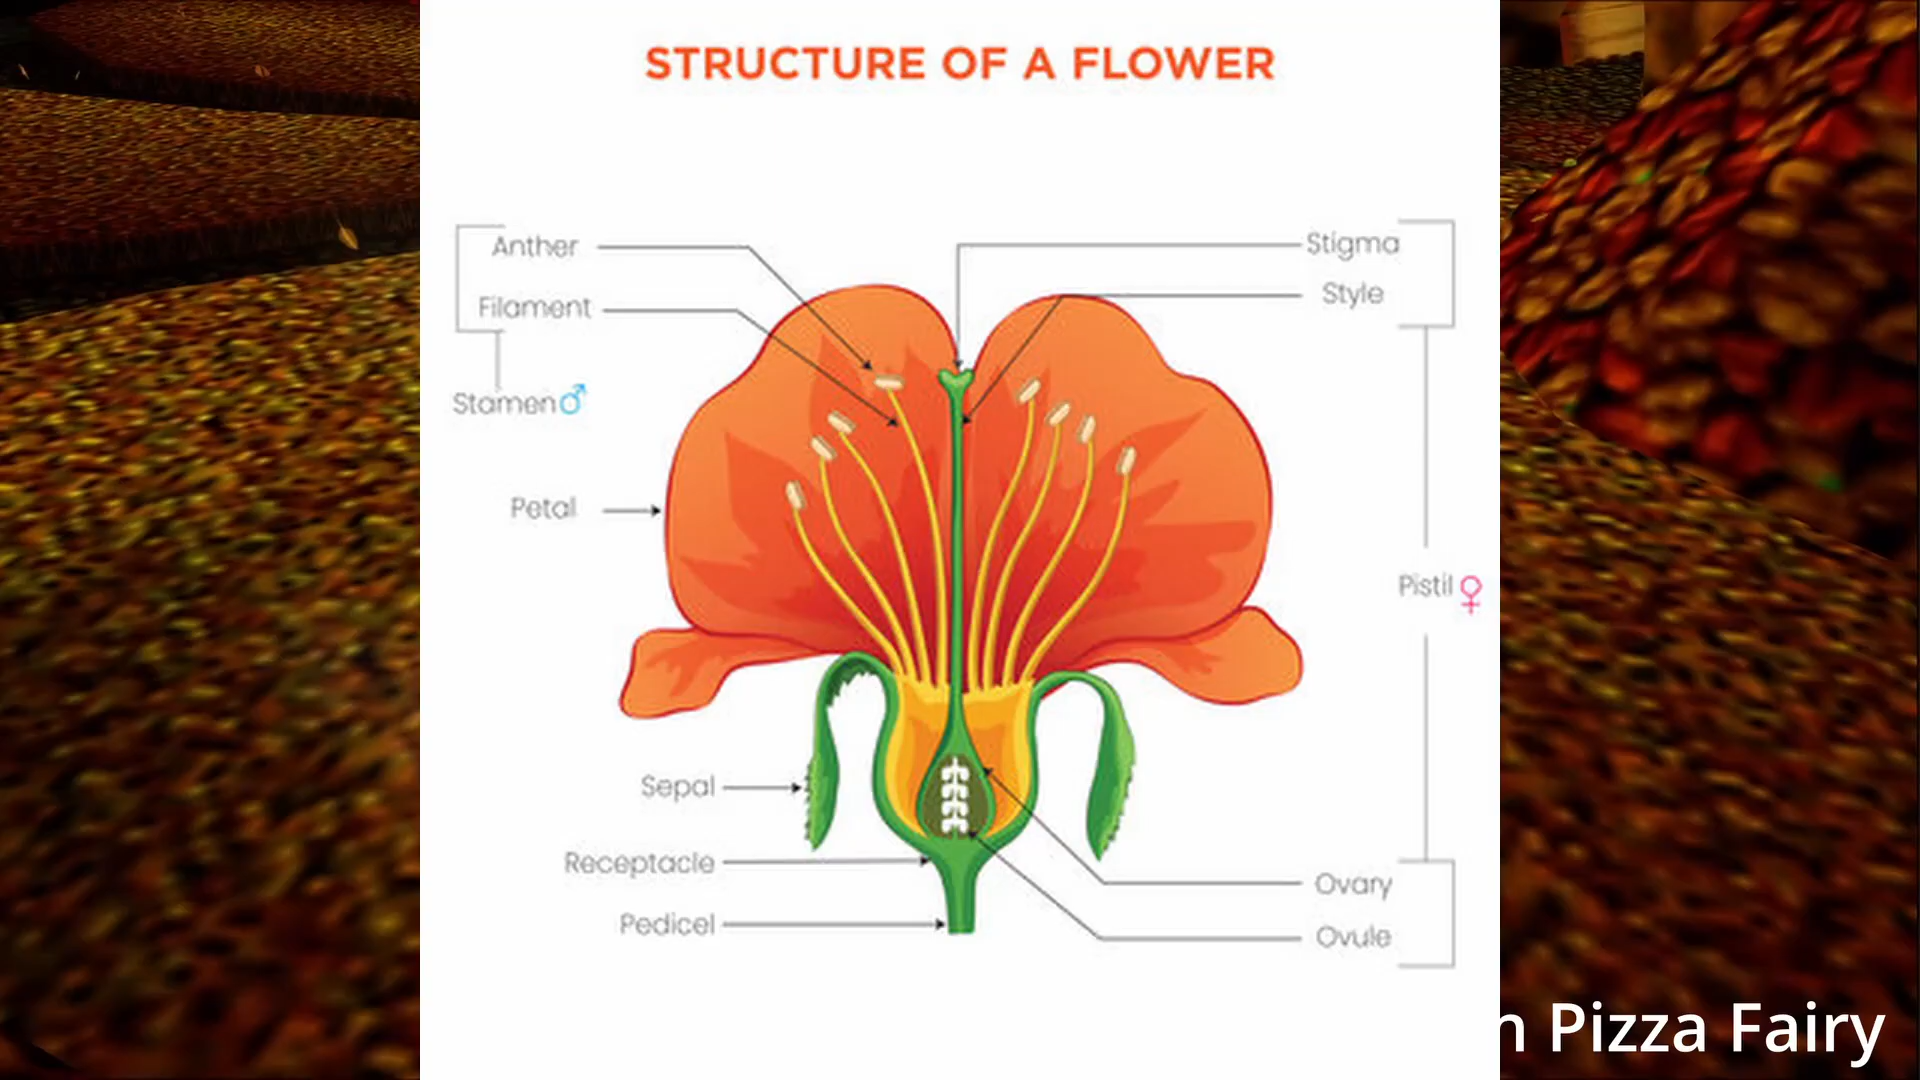 STRUCTURE OF A FLOWER
Anther
Filament
Stamen
Petal
Sepal
Receptacle
Pedicel
Stigma
Style
Pistil
Ovary
Ovule
Pizza Fairy